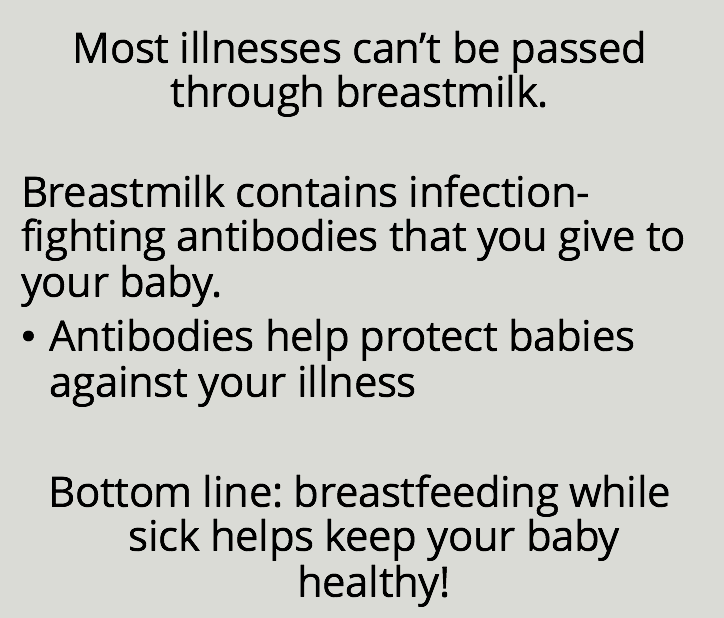 Most illnesses can’t be passed
through breastmilk.
Breastmilk contains infection-
fighting antibodies that you give to
your baby.
• Antibodies help protect babies
against your illness
Bottom line: breastfeeding while
sick helps keep your baby
healthy!